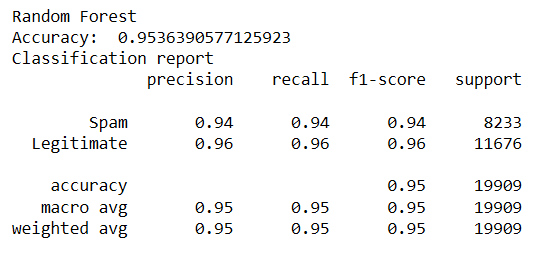 Random Forest
Accuracy:  0.9536390577125923
Classification report
              precision    recall  f1-score   support

        Spam       0.94      0.94      0.94      8233
  Legitimate       0.96      0.96      0.96     11676

    accuracy                           0.95     19909
   macro avg       0.95      0.95      0.95     19909
weighted avg       0.95      0.95      0.95     19909